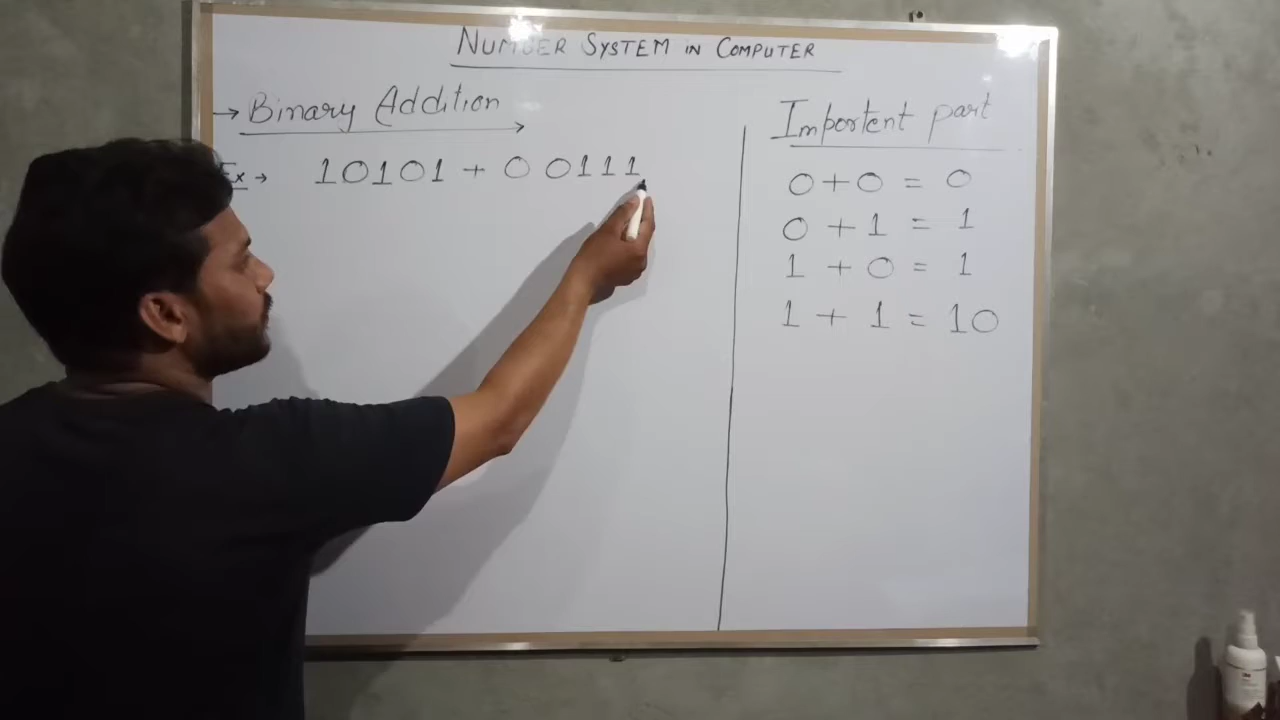 NUMBER SYSTEM IN COMPUTER
→ Binary Addition
Ex → 10101 + 00111
Importent part
0 + 0 = 0
0 + 1 = 1
1 + 0 = 1
1 + 1 = 10